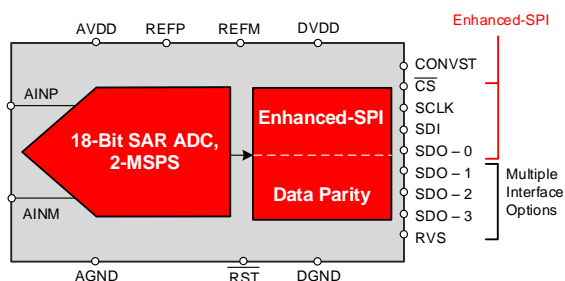 Enhanced-SPI
AVDD REFP REFM DVDD
CONVST
CS
AINP
SCLK
Enhanced-SPI
SDI
18-Bit SAR ADC,
2-MSPS
SDO – 0
SDO – 1
Multiple
Interface
Options
Data Parity
SDO – 2
AINM
SDO – 3
RVS
AGND RST DGND